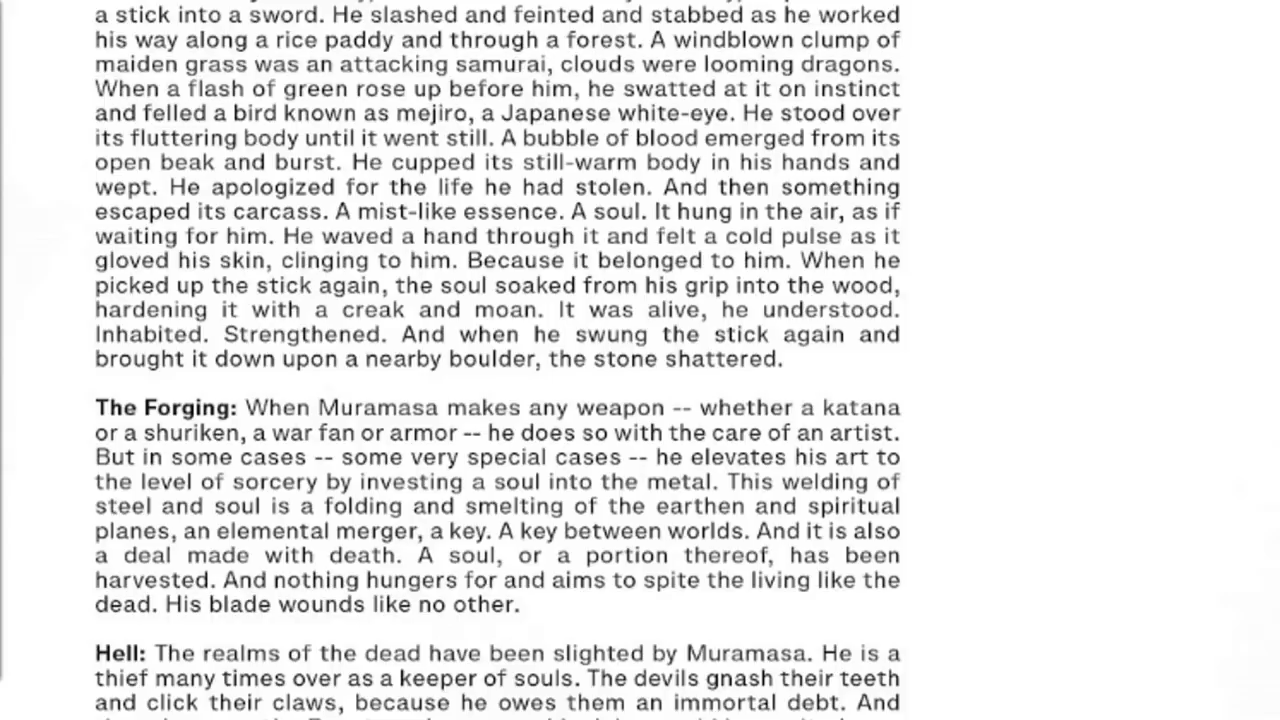 a stick into a sword. He slashed and feinted and stabbed as he worked
his way along a rice paddy and through a forest. A windblown clump of
maiden grass was an attacking samurai, clouds were looming dragons.
When a flash of green rose up before him, he swatted at it on instinct
and felled a bird known as mejiro, a Japanese white-eye. He stood over
its fluttering body until it went still. A bubble of blood emerged from its
open beak and burst. He cupped its still-warm body in his hands and
wept. He apologized for the life he had stolen. And then something
escaped its carcass. A mist-like essence. A soul. It hung in the air, as if
waiting for him. He waved a hand through it and felt a cold pulse as it
gloved his skin, clinging to him. Because it belonged to him. When he
picked up the stick again, the soul soaked from his grip into the wood,
hardening it with a creak and moan. It was alive, he understood.
Inhabited. Strengthened. And when he swung the stick again and
brought it down upon a nearby boulder, the stone shattered.
The Forging: When Muramasa makes any weapon -- whether a katana
or a shuriken, a war fan or armor -- he does so with the care of an artist.
But in some cases -- some very special cases -- he elevates his art to
the level of sorcery by investing a soul into the metal. This welding of
steel and soul is a folding and smelting of the earthen and spiritual
planes, an elemental merger, a key. A key between worlds. And it is also
a deal made with death. A soul, or a portion thereof, has been
harvested. And nothing hungers for and aims to spite the living like the
dead. His blade wounds like no other.
Hell: The realms of the dead have been slighted by Muramasa. He is a
thief many times over as a keeper of souls. The devils gnash their teeth
and click their claws, because he owes them an immortal debt. And